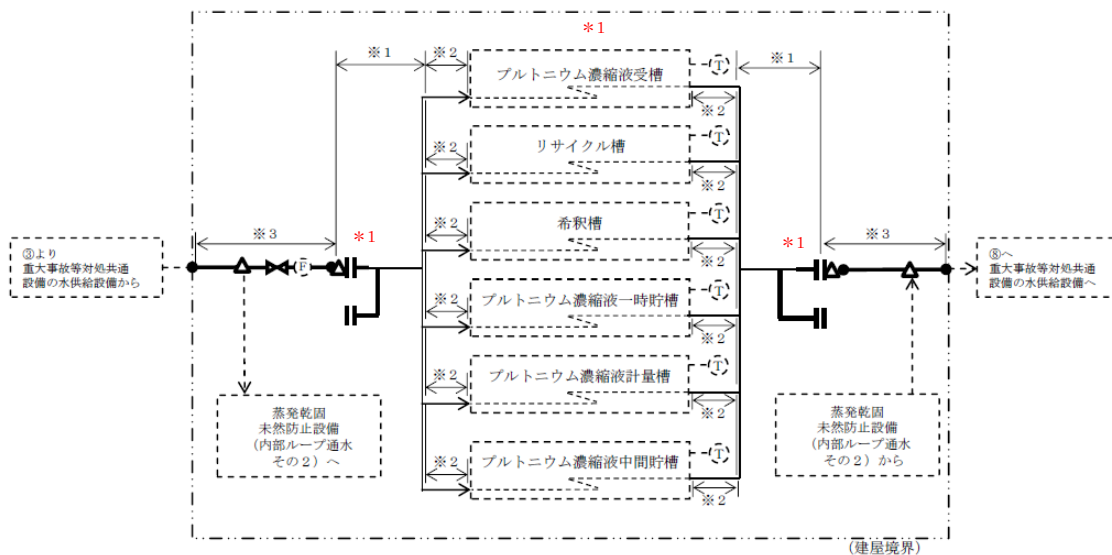 ＊1
※1
※2
プルトニウム濃縮液受槽
T
※1
※2
※2
リサイクル槽
T
※2
※2
希釈槽
T
※2
※3
＊1
F
③より
重大事故等対処共通
設備の水供給設備から
＊1
※3
⑧へ
重大事故等対処共通
設備の水供給設備へ
※2
プルトニウム濃縮液一時貯槽
T
※2
※2
プルトニウム濃縮液計量槽
T
※2
※2
プルトニウム濃縮液中間貯槽
T
※2
蒸発乾固
未然防止設備
（内部ループ通水
その２）へ
蒸発乾固
未然防止設備
（内部ループ通水
その２）から
（建屋境界）